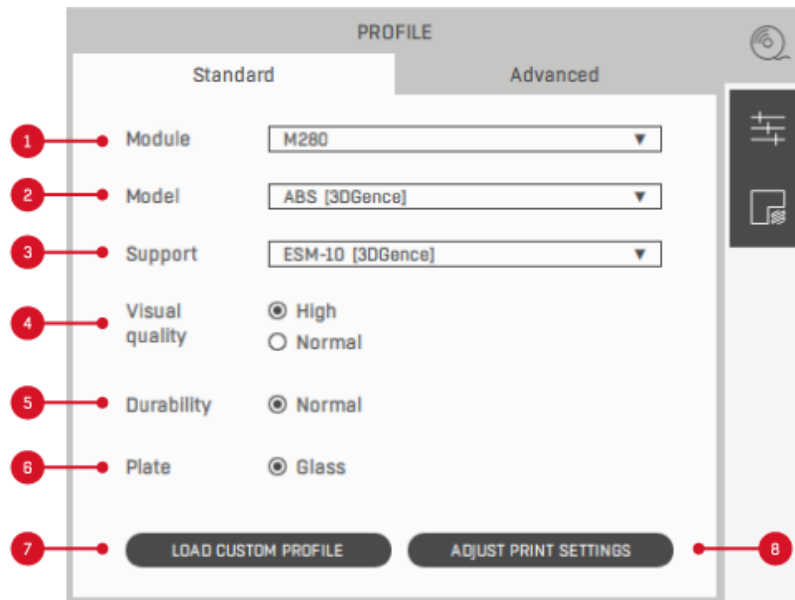 PROFILE
Standard Advanced
1 Module M280 ▼
2 Model ABS [3DGence] ▼
3 Support ESM-10 [3DGence] ▼
4 Visual quality
High
Normal
5 Durability Normal
6 Plate Glass
7 LOAD CUSTOM PROFILE ADJUST PRINT SETTINGS 8